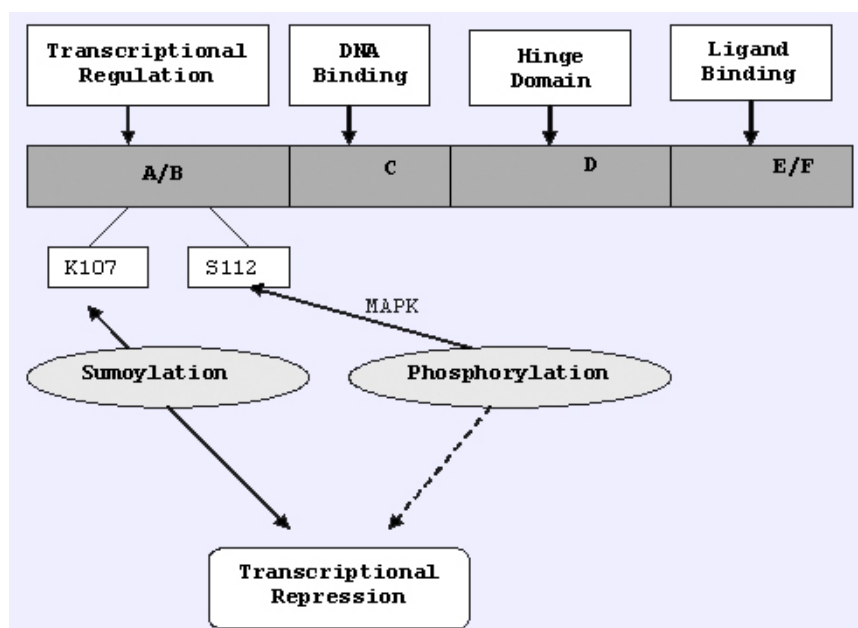 Transcriptional
Regulation
DNA
Binding
Hinge
Domain
Ligand
Binding
A/B
C
D
E/F
K107
S112
MAPK
Sumoylation
Phosphorylation
Transcriptional
Repression